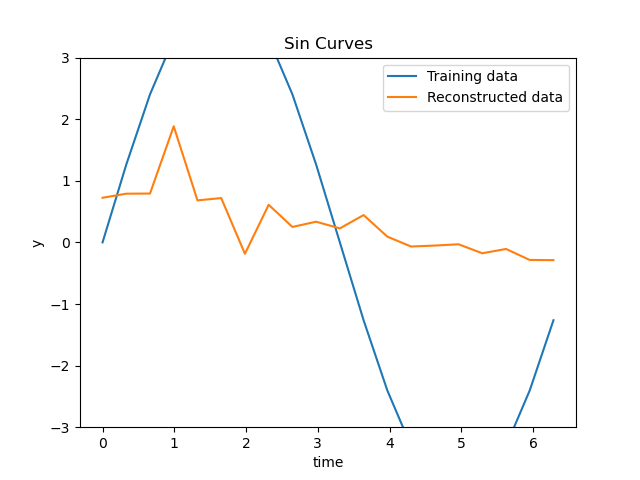 Sin Curves
Training data
Reconstructed data
3
2
1
0
−1
−2
−3
y
0 1 2 3 4 5 6
time